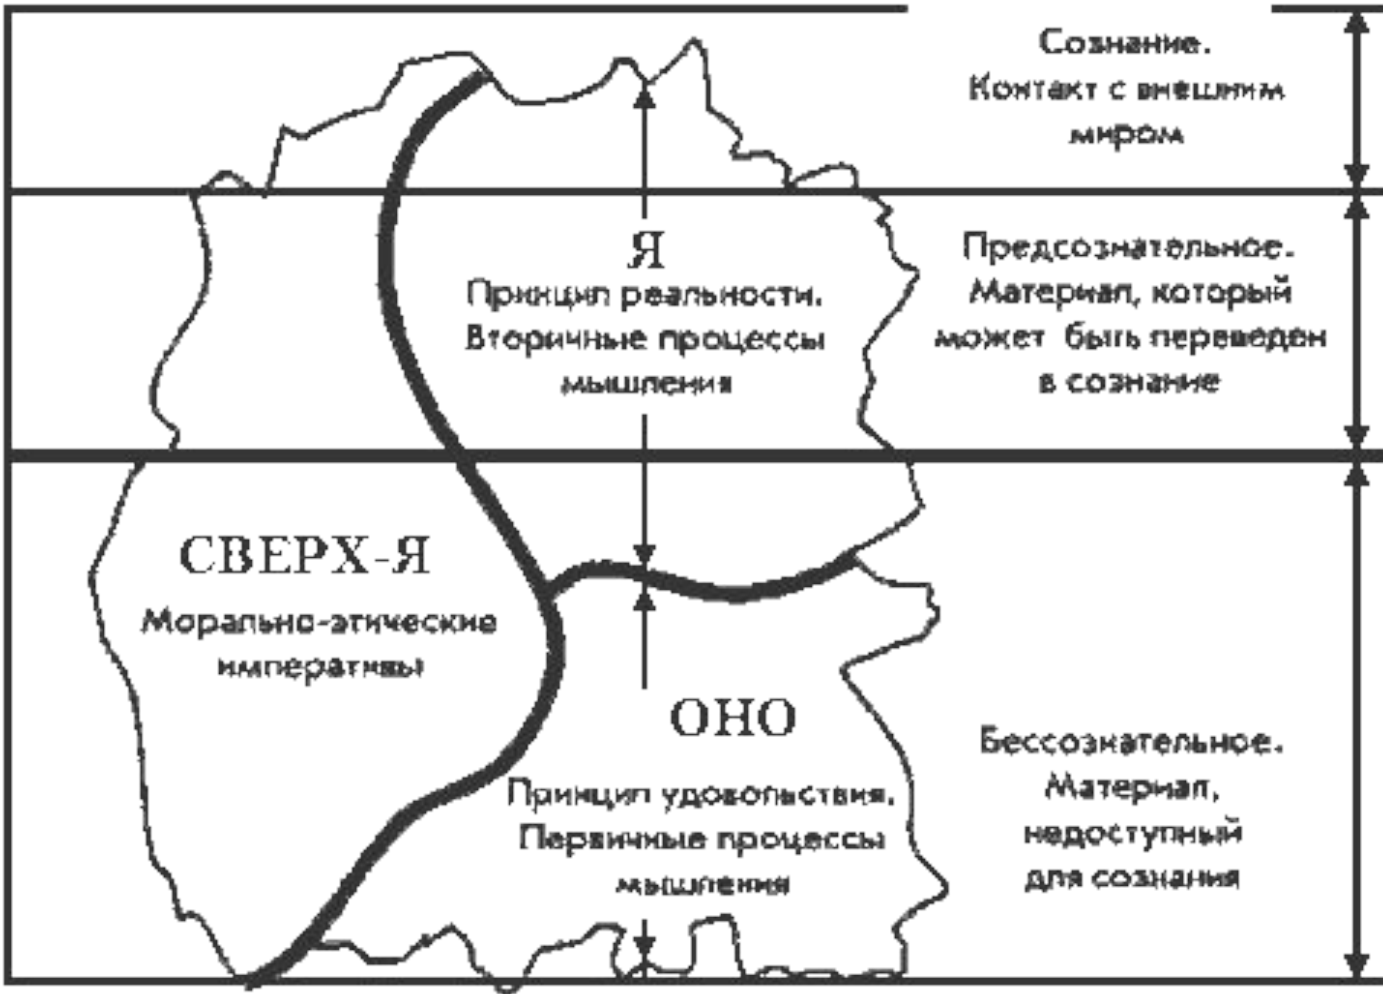 Сознание.
Контакт с внешним
миром
Я
Принцип реальности.
Вторичные процессы
мышления
Предсознательное.
Материал, который
может быть переведен
в сознание
СВЕРХ-Я
Морально-этические
императивы
ОНО
Принцип удовольствия.
Первичные процессы
мышления
Бессознательное.
Материал,
недоступный
для сознания